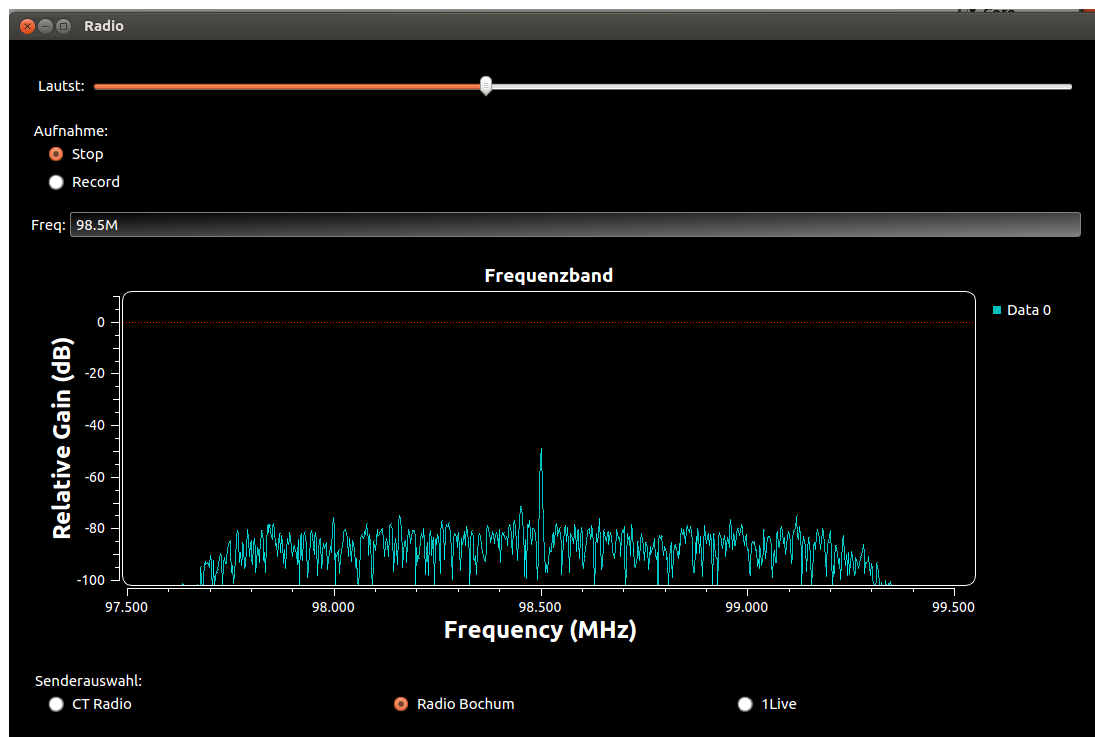 Radio
Lautst:
Aufnahme:
Stop
Record
Freq: 98.5M
Frequenzband
Data 0
Relative Gain (dB)
0
-20
-40
-60
-80
-100
97.500 98.000 98.500 99.000 99.500
Frequency (MHz)
Senderauswahl:
CT Radio Radio Bochum 1Live